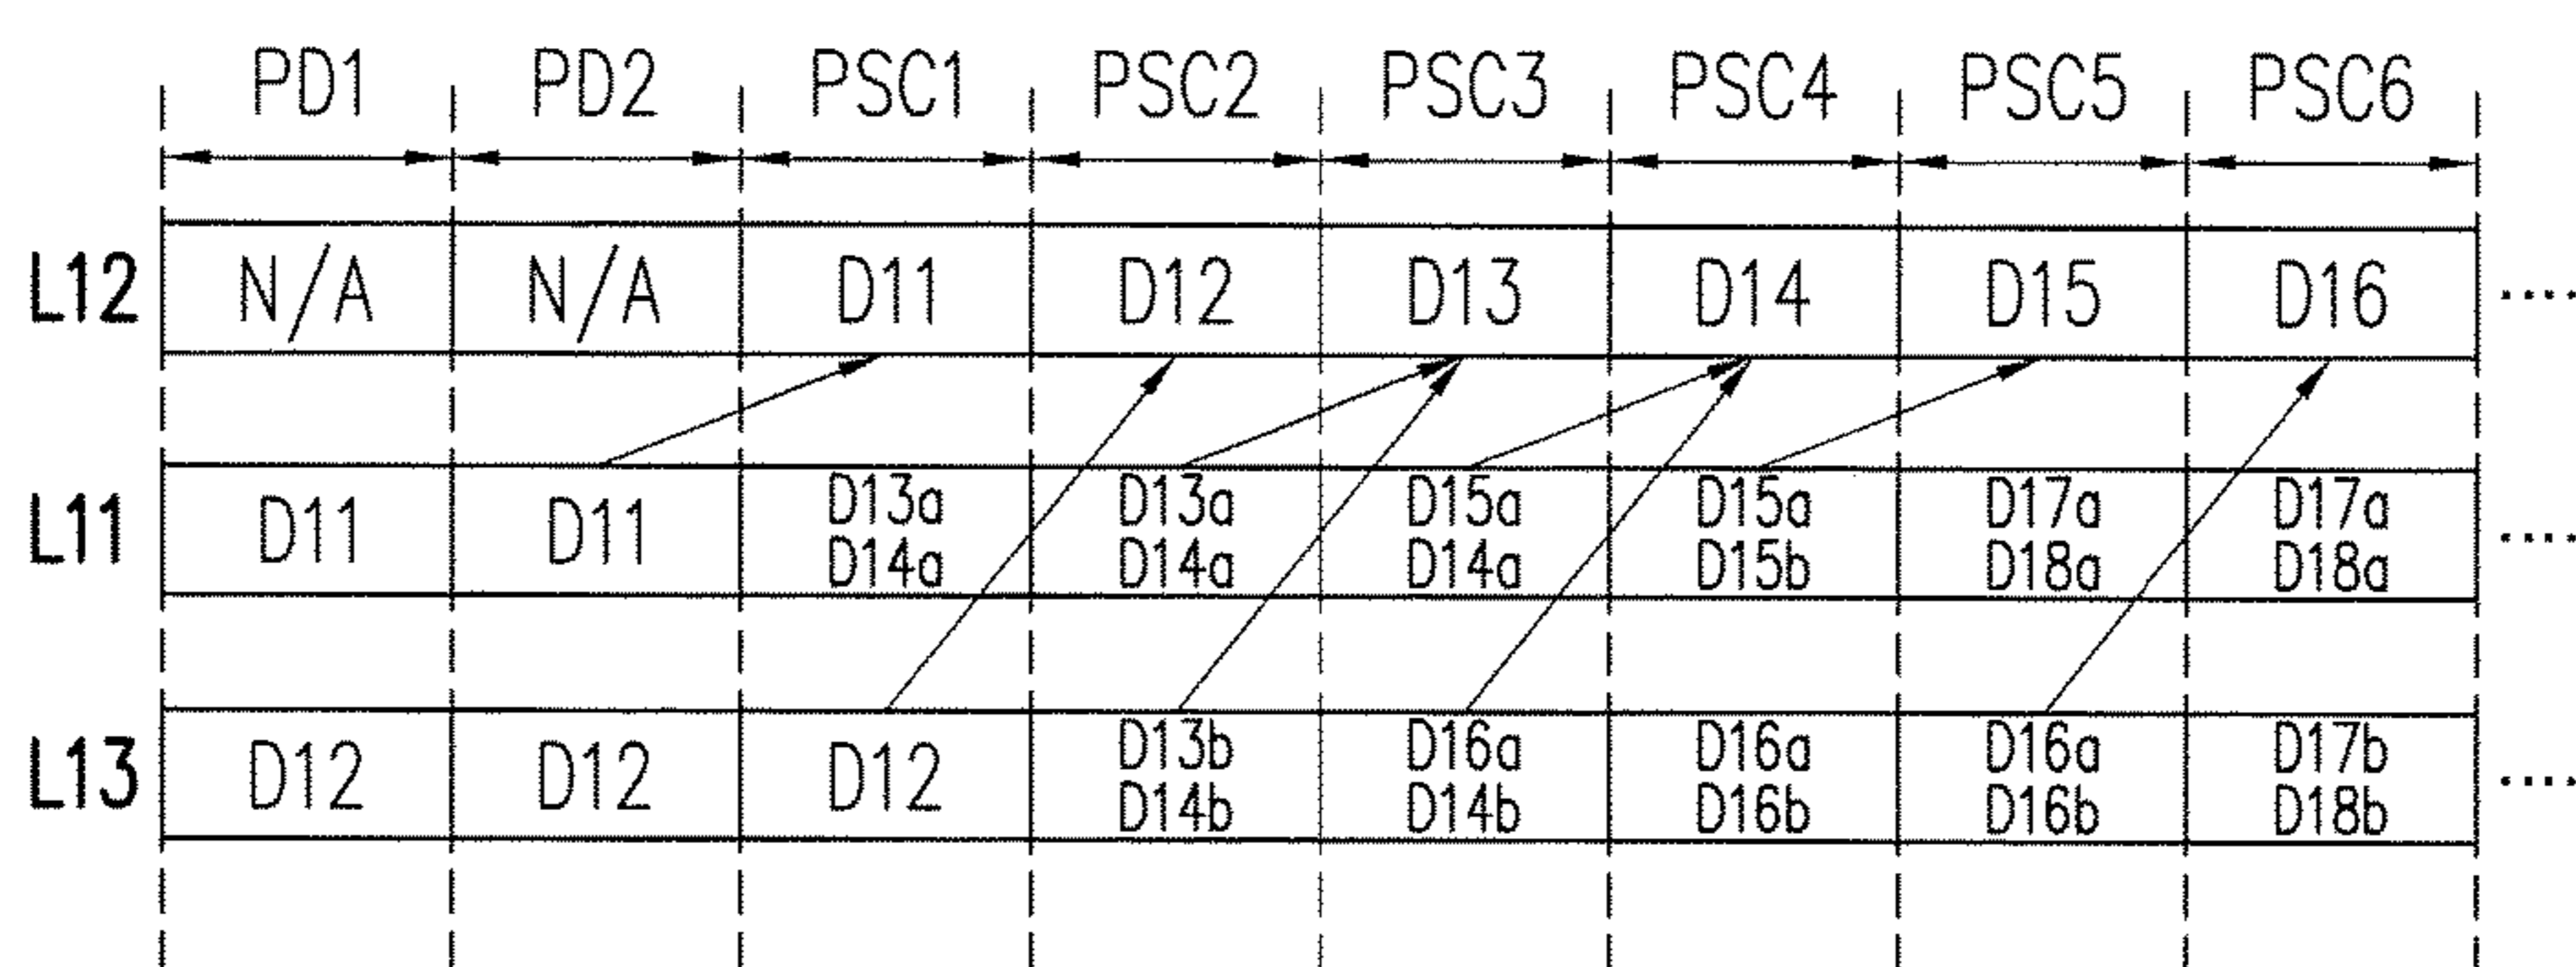 PD1 PD2 PSC1 PSC2 PSC3 PSC4 PSC5 PSC6
L12 N/A N/A D11 D12 D13 D14 D15 D16 ....
L11 D11 D11 D13a D13a D15a D15a D17a D17a ....
D14a D14a D14a D15b D18a D18a
L13 D12 D12 D12 D13b D16a D16a D16a D17b ....
D14b D14b D16b D16b D18b